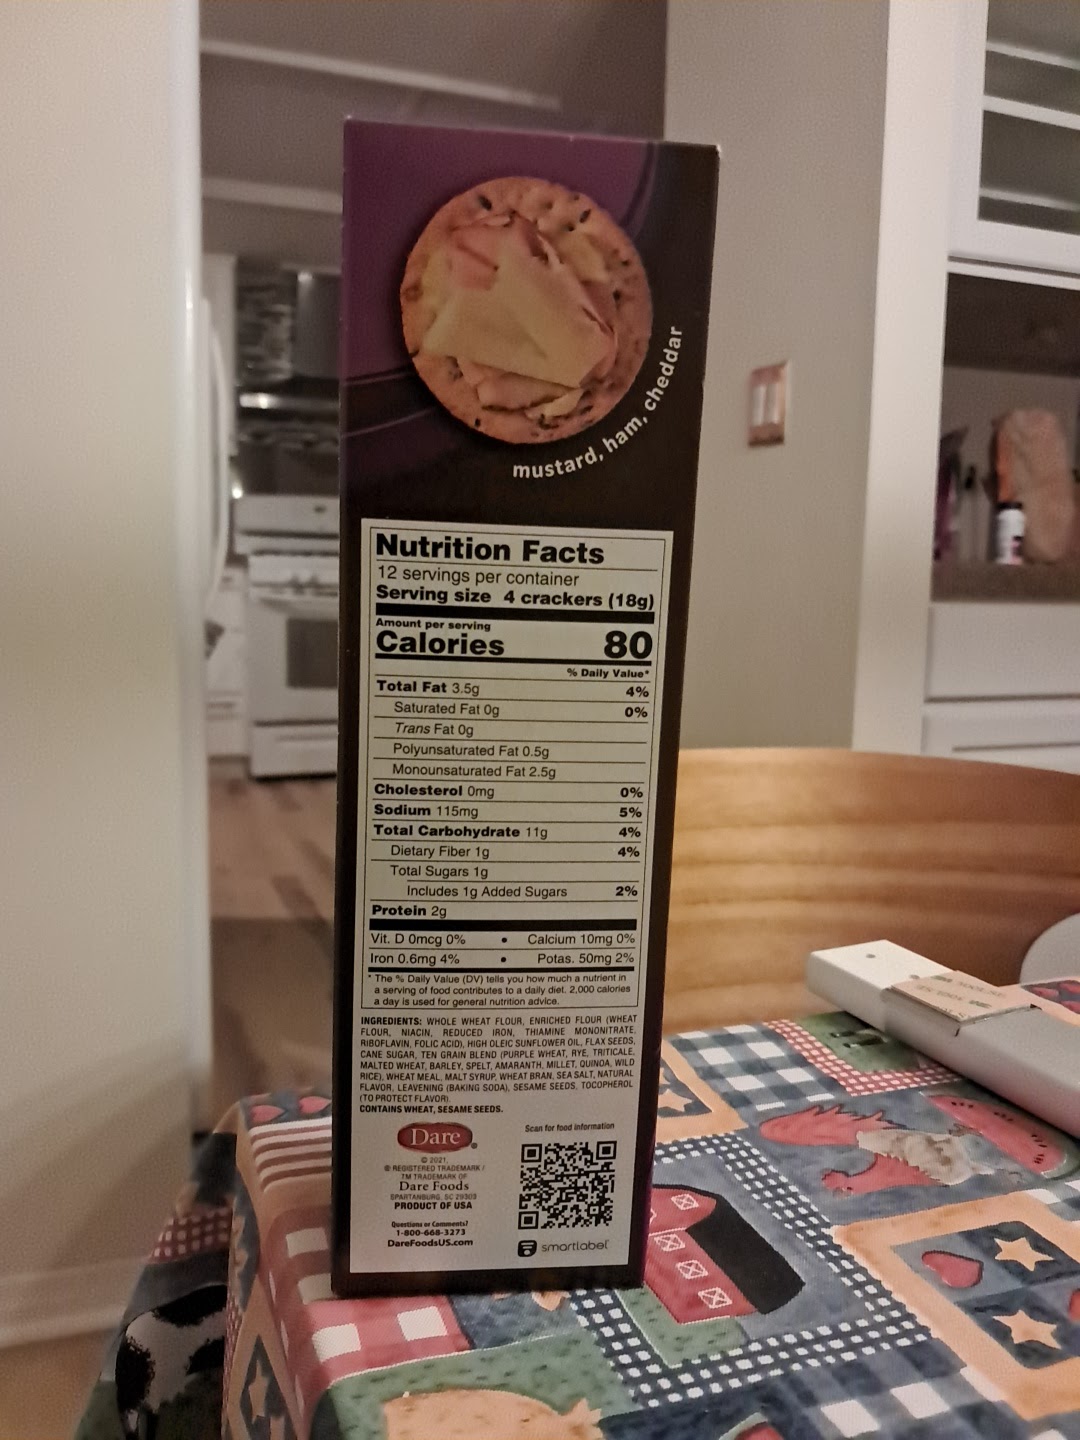 mustard, ham, cheddar
Nutrition Facts
12 servings per container
Serving size 4 crackers (18g)
Amount per serving
Calories 80
% Daily Value*
Total Fat 3.5g 4%
Saturated Fat 0g 0%
Trans Fat 0g
Polyunsaturated Fat 0.5g
Monounsaturated Fat 2.5g
Cholesterol 0mg 0%
Sodium 115mg 5%
Total Carbohydrate 11g 4%
Dietary Fiber 1g 4%
Total Sugars 1g
Includes 1g Added Sugars 2%
Protein 2g
Vit. D 0mcg 0% • Calcium 10mg 0%
Iron 0.6mg 4% • Potas. 50mg 2%
* The % Daily Value (DV) tells you how much a nutrient in
a serving of food contributes to a daily diet. 2,000 calories
a day is used for general nutrition advice.
INGREDIENTS: WHOLE WHEAT FLOUR, ENRICHED FLOUR (WHEAT
FLOUR, NIACIN, REDUCED IRON, THIAMINE MONONITRATE,
RIBOFLAVIN, FOLIC ACID), HIGH OLEIC SUNFLOWER OIL, FLAX SEEDS,
CANE SUGAR, TEN GRAIN BLEND (PURPLE WHEAT, RYE, TRITICALE,
MALTED WHEAT, BARLEY, SPELT, AMARANTH, MILLET, QUINOA, WILD
RICE), WHEAT MEAL, MALT SYRUP, WHEAT BRAN, SEA SALT, NATURAL
FLAVOR, LEAVENING (BAKING SODA), SESAME SEEDS, TOCOPHEROL
(TO PROTECT FLAVOR).
CONTAINS WHEAT, SESAME SEEDS.
Dare ®
© 2021,
® REGISTERED TRADEMARK /
TM TRADEMARK OF
Dare Foods
SPARTANBURG, SC 29303
PRODUCT OF USA
Questions or Comments?
1-800-668-3273
DareFoodsUS.com
Scan for food information
smartlabel™